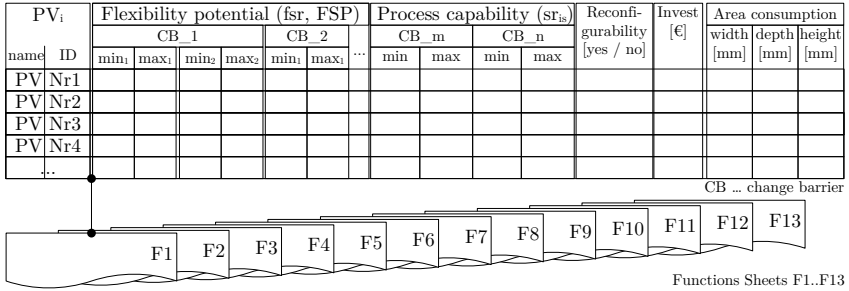 PVᵢ Flexibility potential (fsr, FSP) Process capability (srᵢₛ) Reconfi- Invest Area consumption
CB_1 CB_2 ... CB_m CB_n gurability [€] width depth height
name ID min₁ max₁ min₂ max₂ min₁ max₁ min max min max [yes / no] [mm] [mm] [mm]
PV Nr1
PV Nr2
PV Nr3
PV Nr4
...
CB ... change barrier
F1 F2 F3 F4 F5 F6 F7 F8 F9 F10 F11 F12 F13
Functions Sheets F1..F13